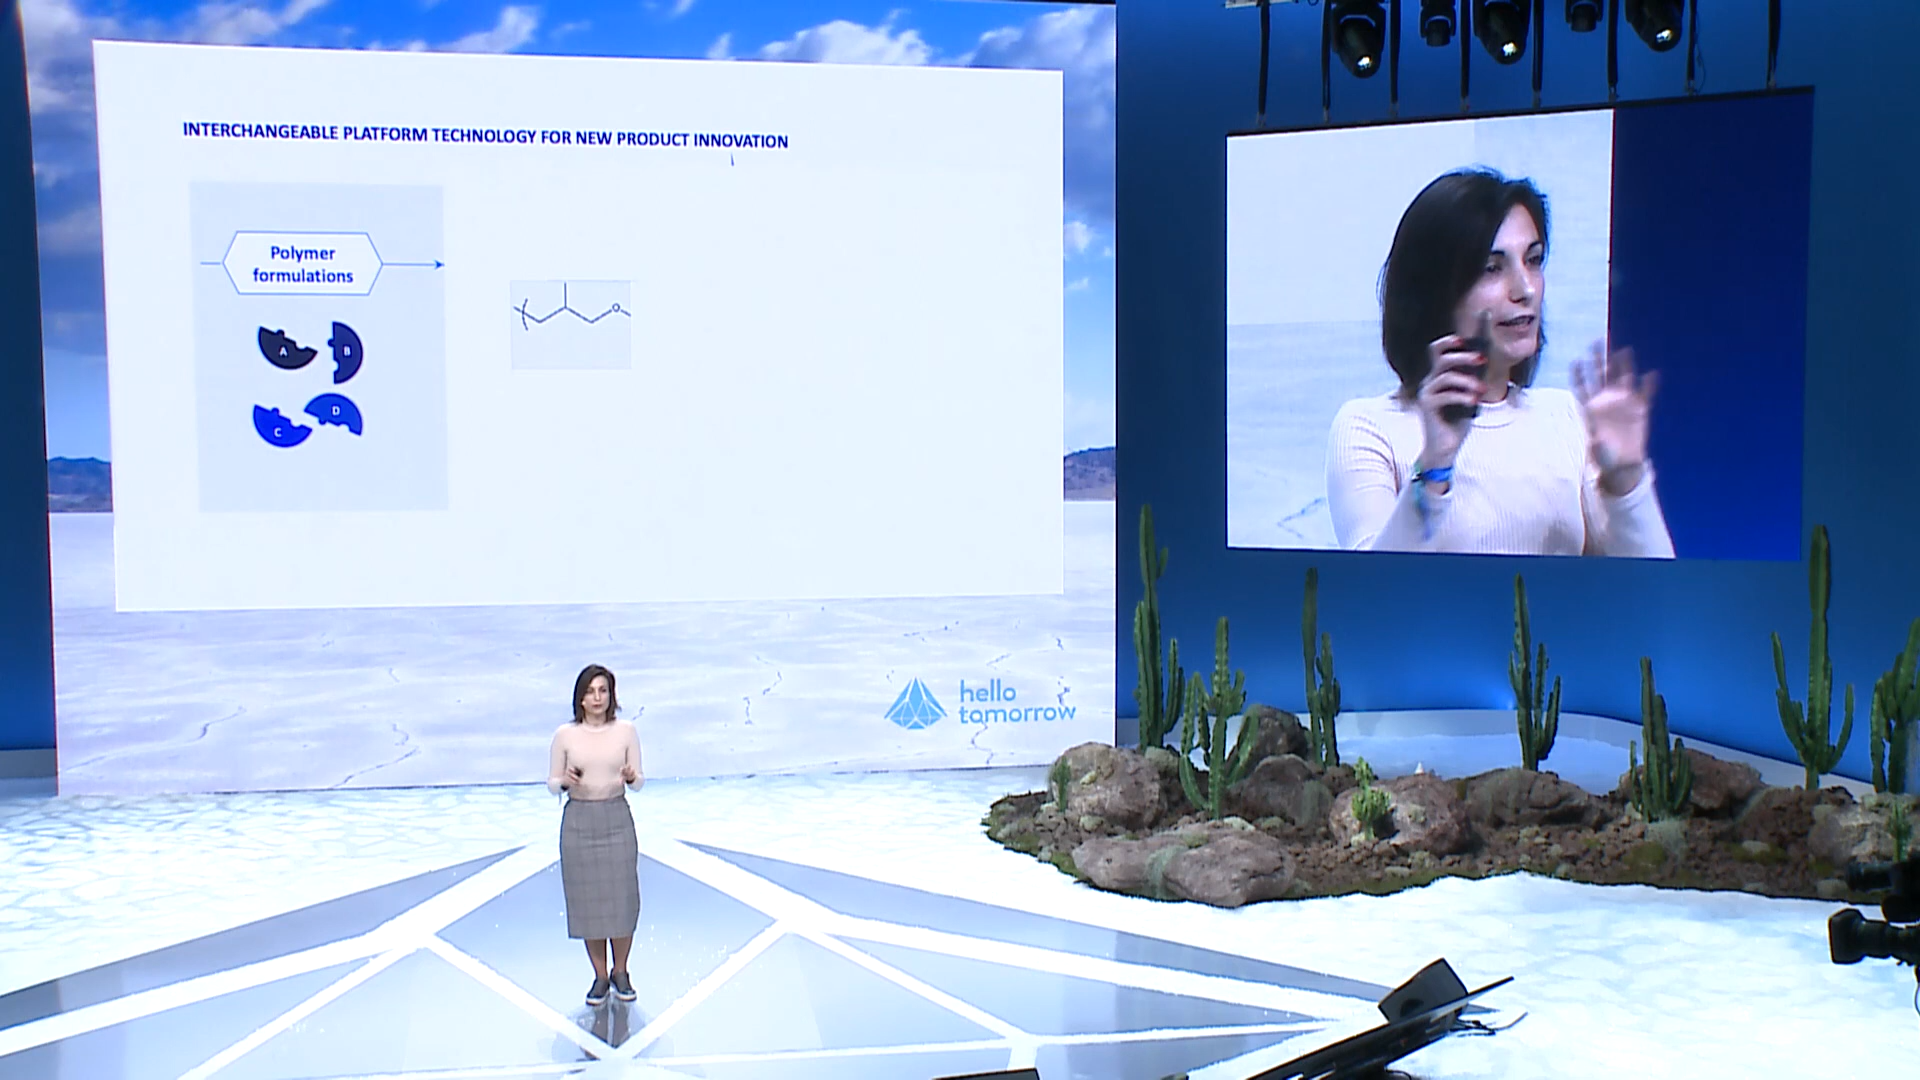 INTERCHANGEABLE PLATFORM TECHNOLOGY FOR NEW PRODUCT INNOVATION
Polymer
formulations
A
B
D
C
O
hello
tomorrow